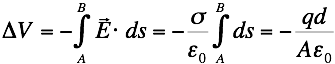 ΔV = −∫_A^B E⃗ · ds = −σ/ε₀ ∫_A^B ds = −qd/Aε₀